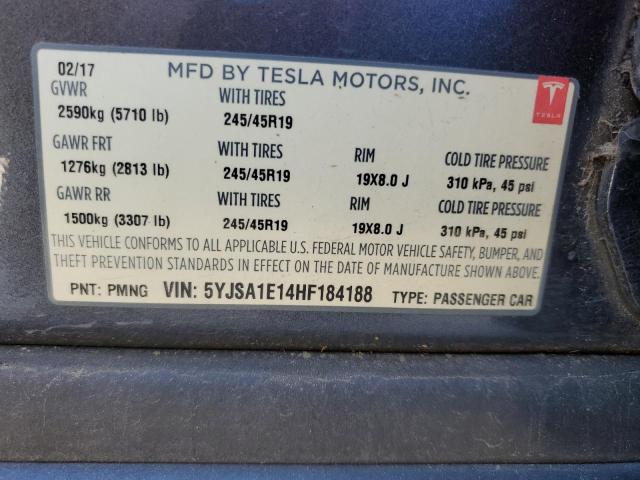 02/17 MFD BY TESLA MOTORS, INC.
GVWR WITH TIRES
2590kg (5710 lb) 245/45R19
TESLA
GAWR FRT WITH TIRES RIM COLD TIRE PRESSURE
1276kg (2813 lb) 245/45R19 19X8.0 J 310 kPa, 45 psi
GAWR RR WITH TIRES RIM COLD TIRE PRESSURE
1500kg (3307 lb) 245/45R19 19X8.0 J 310 kPa, 45 psi
THIS VEHICLE CONFORMS TO ALL APPLICABLE U.S. FEDERAL MOTOR VEHICLE SAFETY, BUMPER, AND
THEFT PREVENTION STANDARDS IN EFFECT ON THE DATE OF MANUFACTURE SHOWN ABOVE.
PNT: PMNG VIN: 5YJSA1E14HF184188 TYPE: PASSENGER CAR